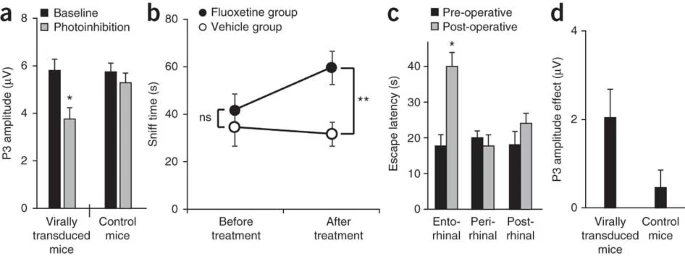 a
Baseline
Photoinhibition
P3 amplitude (µV)
8
6
4
2
0
*
Virally
transduced
mice
Control
mice
b
Fluoxetine group
Vehicle group
Sniff time (s)
80
60
40
20
0
ns
**
Before
treatment
After
treatment
c
Pre-operative
Post-operative
Escape latency (s)
50
40
30
20
10
0
*
Ento-
rhinal
Peri-
rhinal
Post-
rhinal
d
P3 amplitude effect (µV)
4
2
0
Virally
transduced
mice
Control
mice